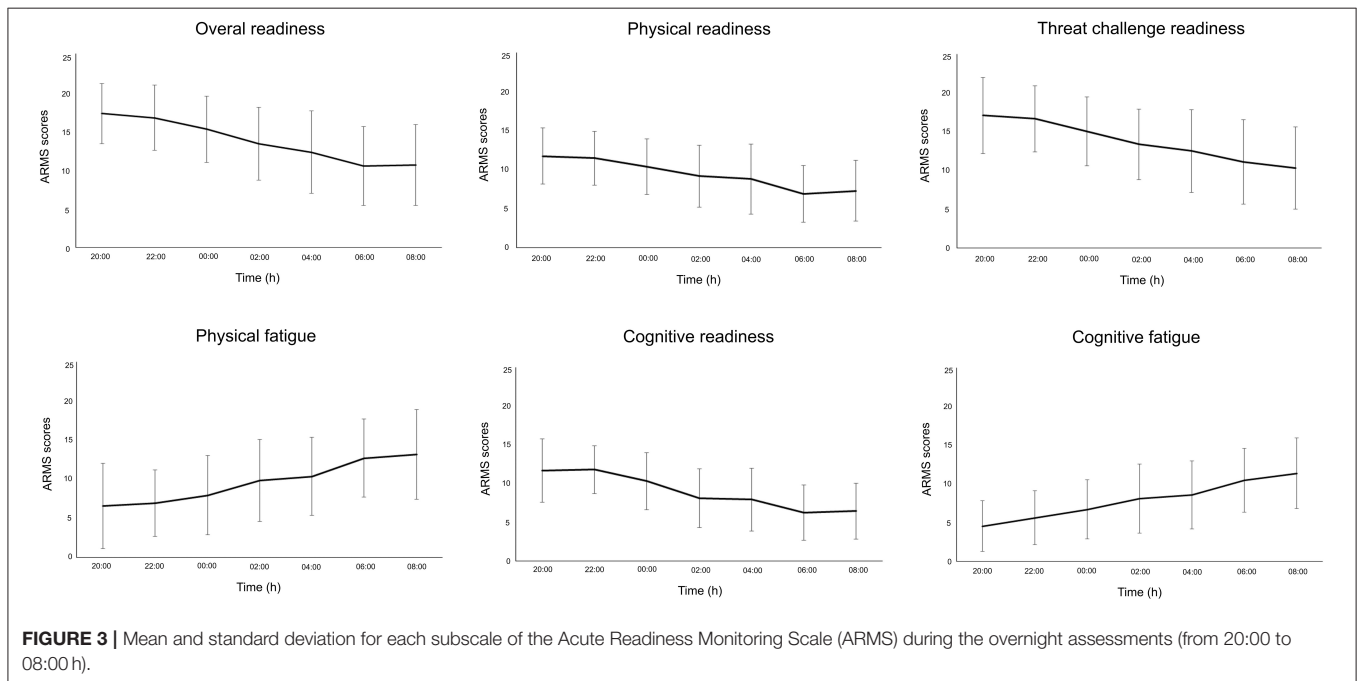 Overal readiness
25
20
15
10
5
0
ARMS scores
20:00 22:00 00:00 02:00 04:00 06:00 08:00
Time (h)
Physical readiness
25
20
15
10
5
0
ARMS scores
20:00 22:00 00:00 02:00 04:00 06:00 08:00
Time (h)
Threat challenge readiness
25
20
15
10
5
0
ARMS scores
20:00 22:00 00:00 02:00 04:00 06:00 08:00
Time (h)
Physical fatigue
25
20
15
10
5
0
ARMS scores
20:00 22:00 00:00 02:00 04:00 06:00 08:00
Time (h)
Cognitive readiness
25
20
15
10
5
0
ARMS scores
20:00 22:00 00:00 02:00 04:00 06:00 08:00
Time (h)
Cognitive fatigue
25
20
15
10
5
0
ARMS scores
20:00 22:00 00:00 02:00 04:00 06:00 08:00
Time (h)
FIGURE 3 | Mean and standard deviation for each subscale of the Acute Readiness Monitoring Scale (ARMS) during the overnight assessments (from 20:00 to
08:00 h).